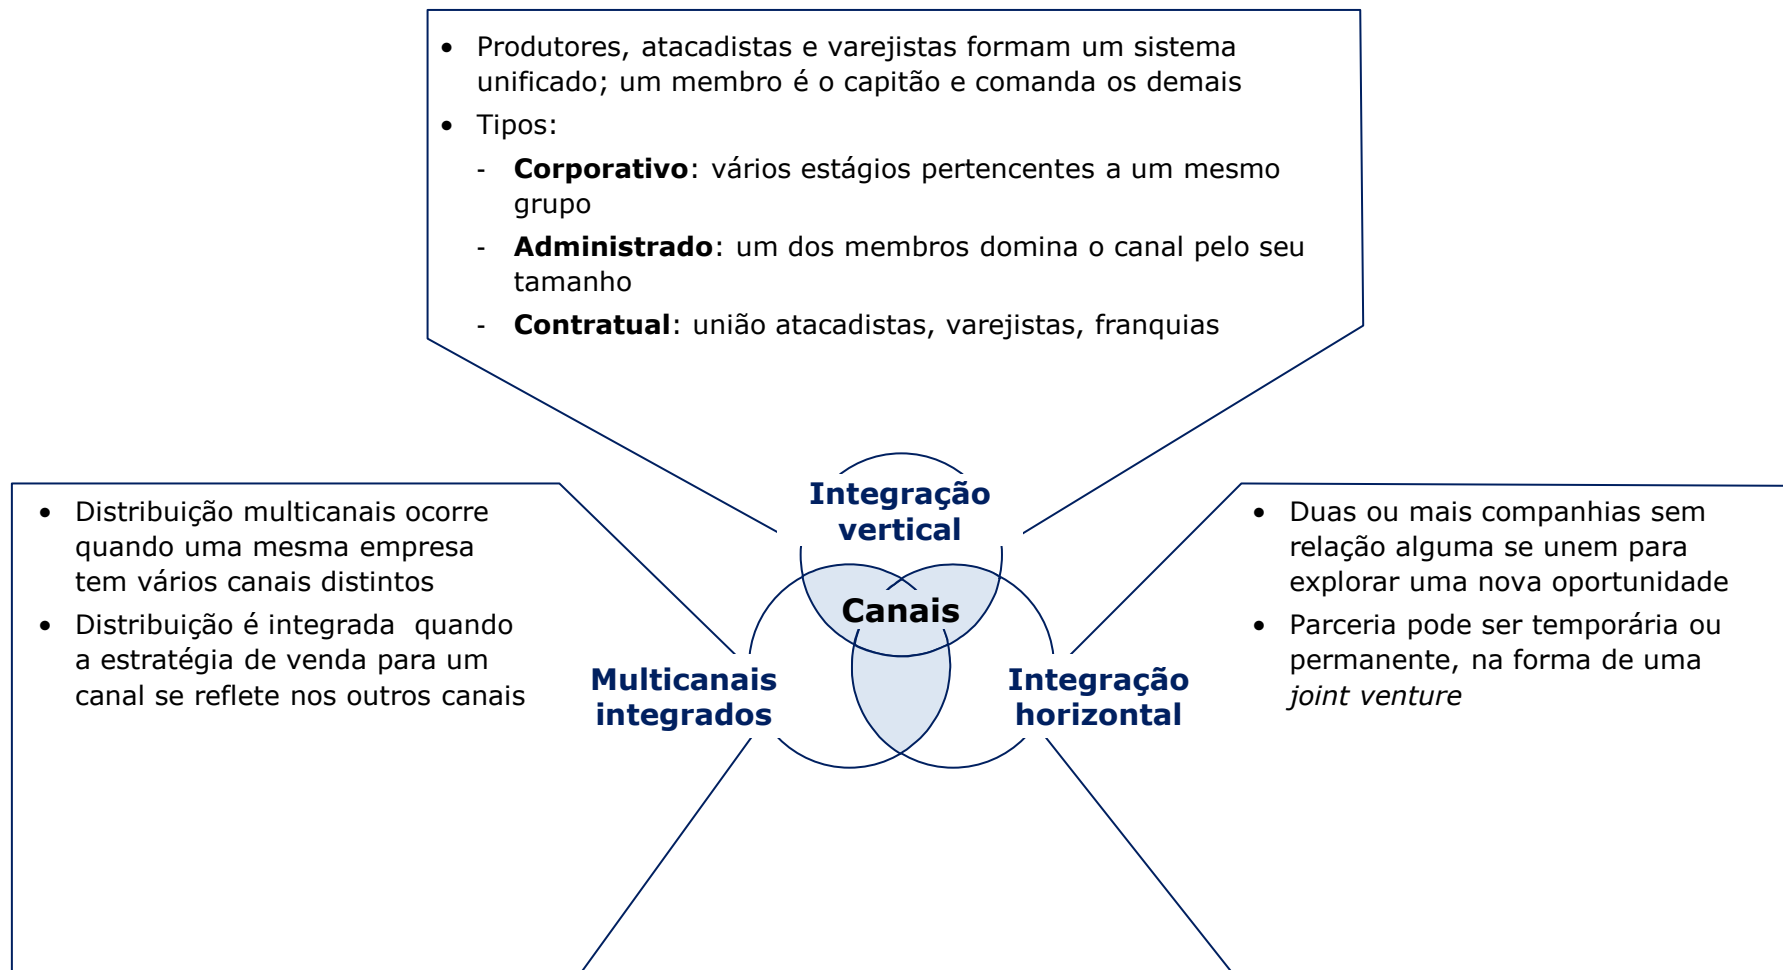 • Produtores, atacadistas e varejistas formam um sistema
unificado; um membro é o capitão e comanda os demais
• Tipos:
- Corporativo: vários estágios pertencentes a um mesmo
grupo
- Administrado: um dos membros domina o canal pelo seu
tamanho
- Contratual: união atacadistas, varejistas, franquias
Integração
vertical
Canais
Multicanais
integrados
Integração
horizontal
• Distribuição multicanais ocorre
quando uma mesma empresa
tem vários canais distintos
• Distribuição é integrada  quando
a estratégia de venda para um
canal se reflete nos outros canais
• Duas ou mais companhias sem
relação alguma se unem para
explorar uma nova oportunidade
• Parceria pode ser temporária ou
permanente, na forma de uma
joint venture